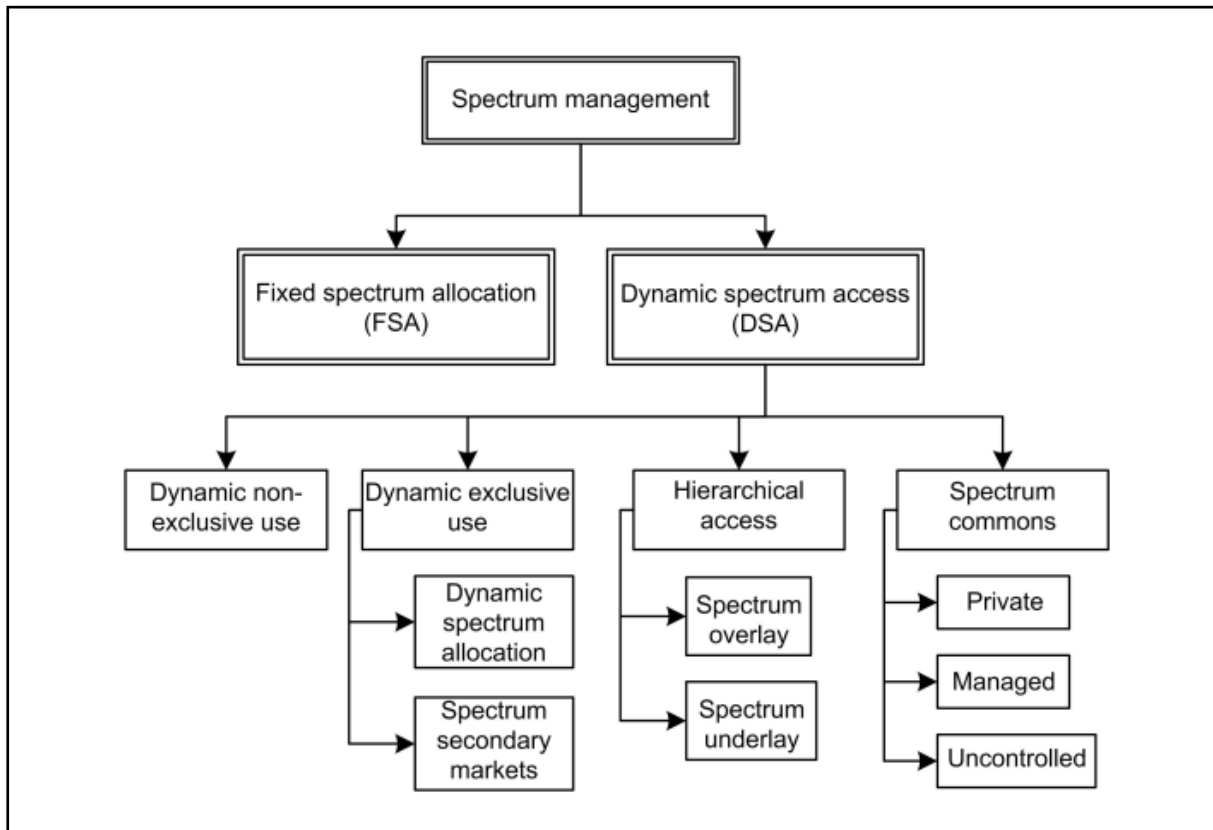 Spectrum management
Fixed spectrum allocation
(FSA)
Dynamic spectrum access
(DSA)
Dynamic non-
exclusive use
Dynamic exclusive
use
Hierarchical
access
Spectrum
commons
Dynamic
spectrum
allocation
Spectrum
secondary
markets
Spectrum
overlay
Spectrum
underlay
Private
Managed
Uncontrolled